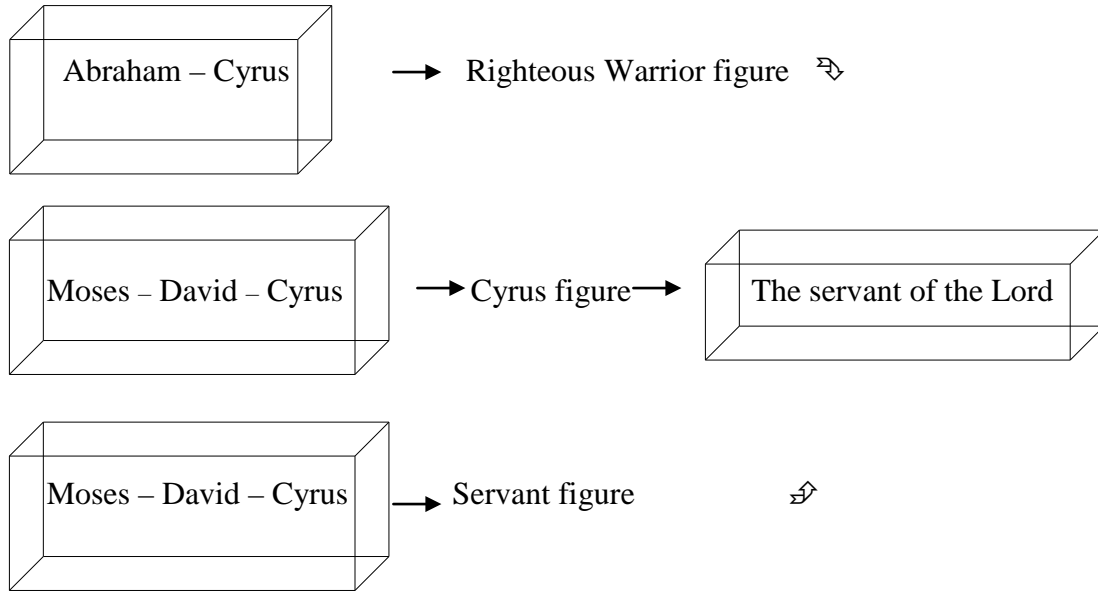 Abraham – Cyrus → Righteous Warrior figure
Moses – David – Cyrus → Cyrus figure → The servant of the Lord
Moses – David – Cyrus → Servant figure